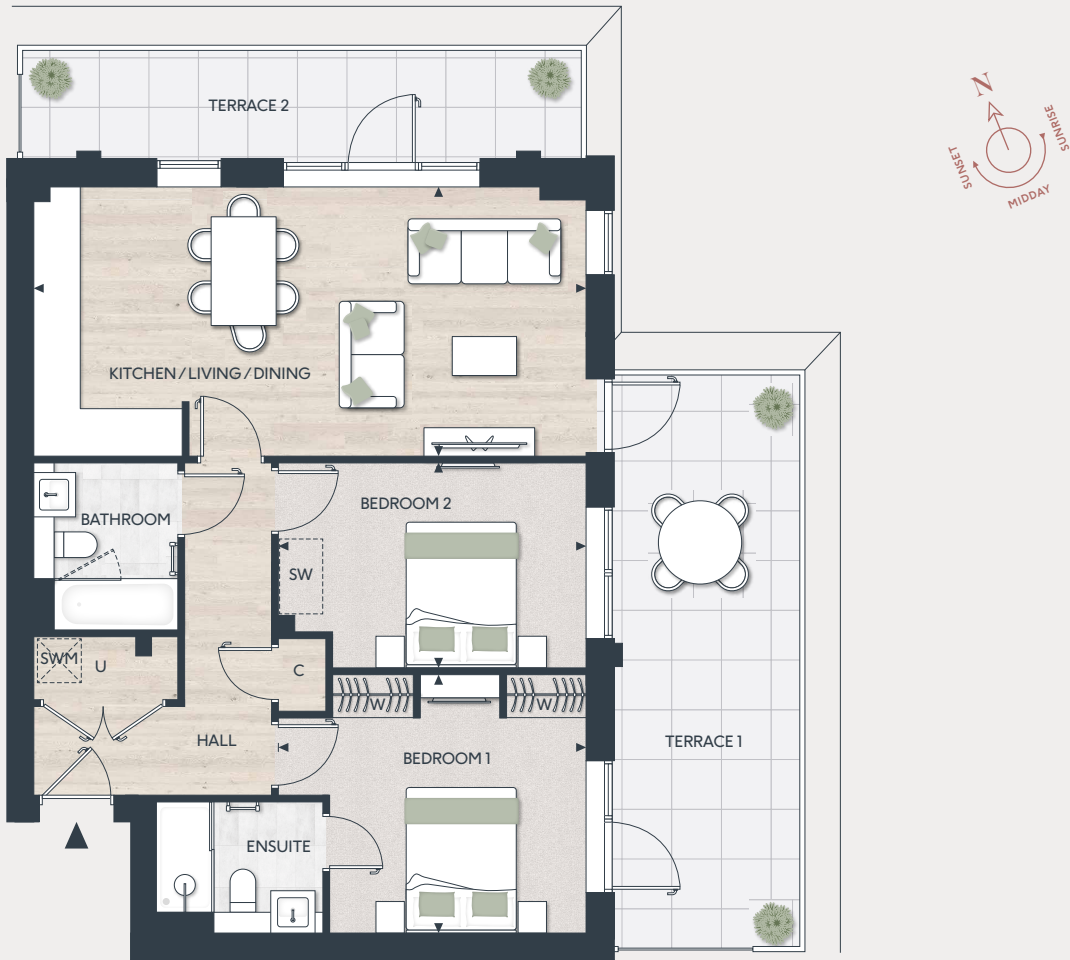 TERRACE 2
N
SUNRISE
SUNSET
MIDDAY
KITCHEN / LIVING / DINING
BEDROOM 2
BATHROOM
SW
SWM
U
C
W
W
HALL
TERRACE 1
BEDROOM 1
ENSUITE